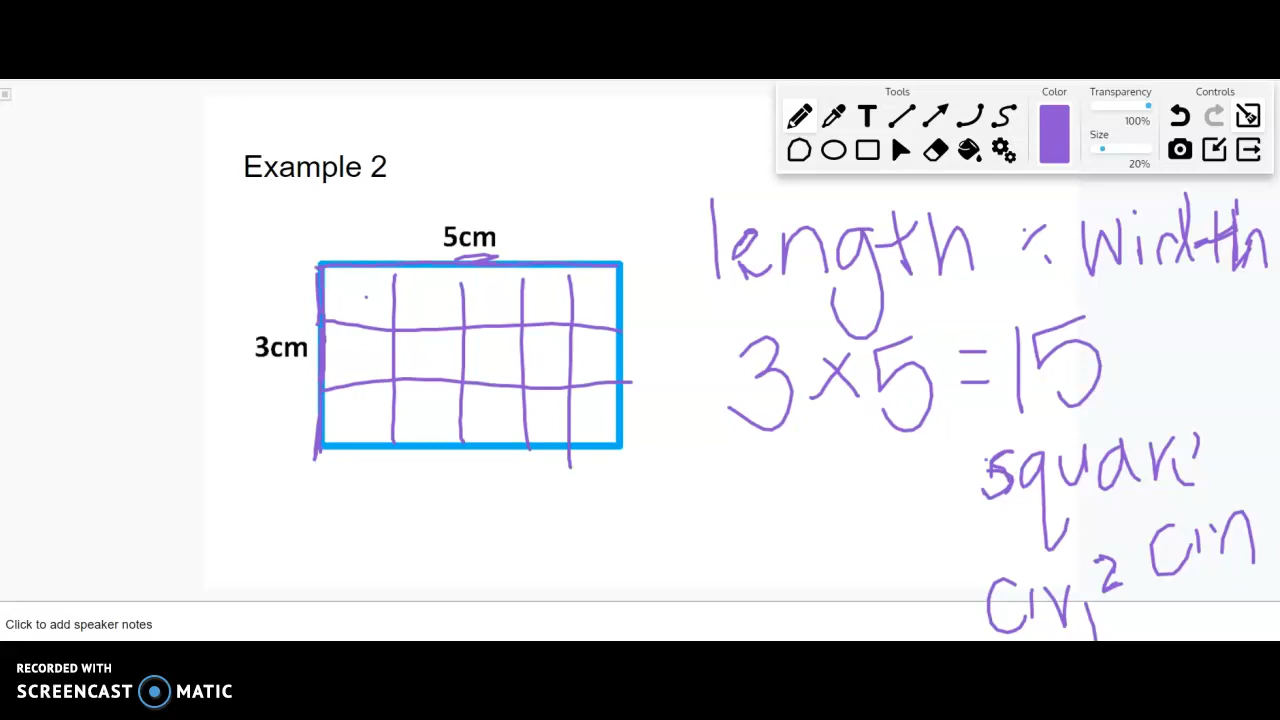 Tools
Color
Transparency
Controls
100%
Size
20%
Example 2
5cm
3cm
length × width
3×5=15
square
cm
cm²
Click to add speaker notes
RECORDED WITH
SCREENCAST MATIC